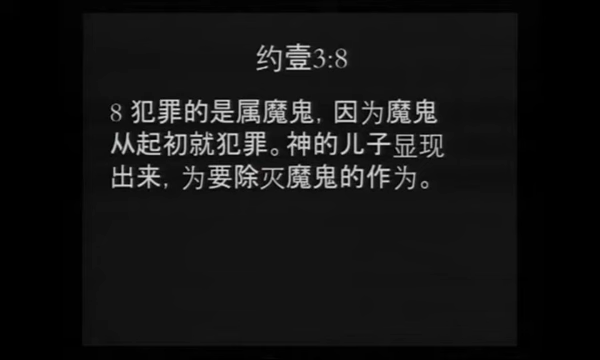 约壹3:8
8 犯罪的是属魔鬼, 因为魔鬼
从起初就犯罪。神的儿子显现
出来, 为要除灭魔鬼的作为。